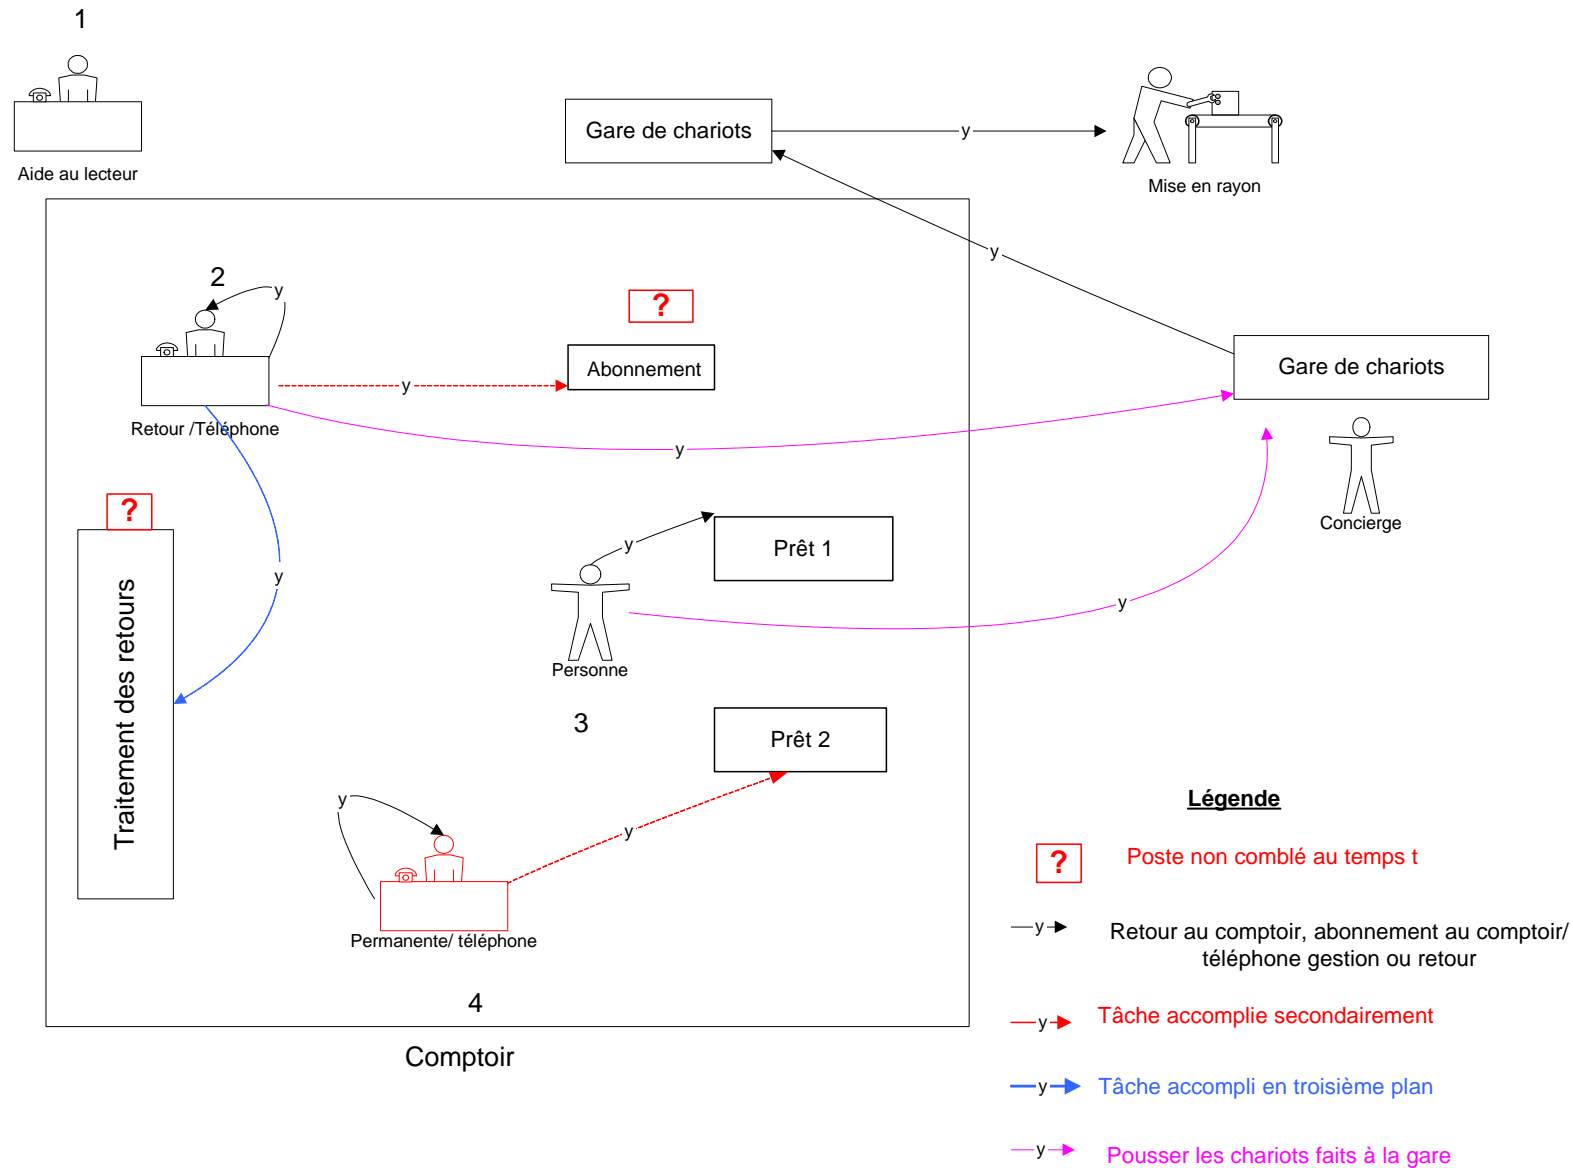 1
Aide au lecteur
Gare de chariots
y
Mise en rayon
y
2
y
?
Abonnement
y
Retour /Téléphone
y
Gare de chariots
Concierge
?
Traitement des retours
y
y
Prêt 1
Personne
y
3
Prêt 2
y
y
Permanente/ téléphone
4
Comptoir
Légende
?
Poste non comblé au temps t
y
Retour au comptoir, abonnement au comptoir/
téléphone gestion ou retour
y
Tâche accomplie secondairement
y
Tâche accompli en troisième plan
y
Pousser les chariots faits à la gare